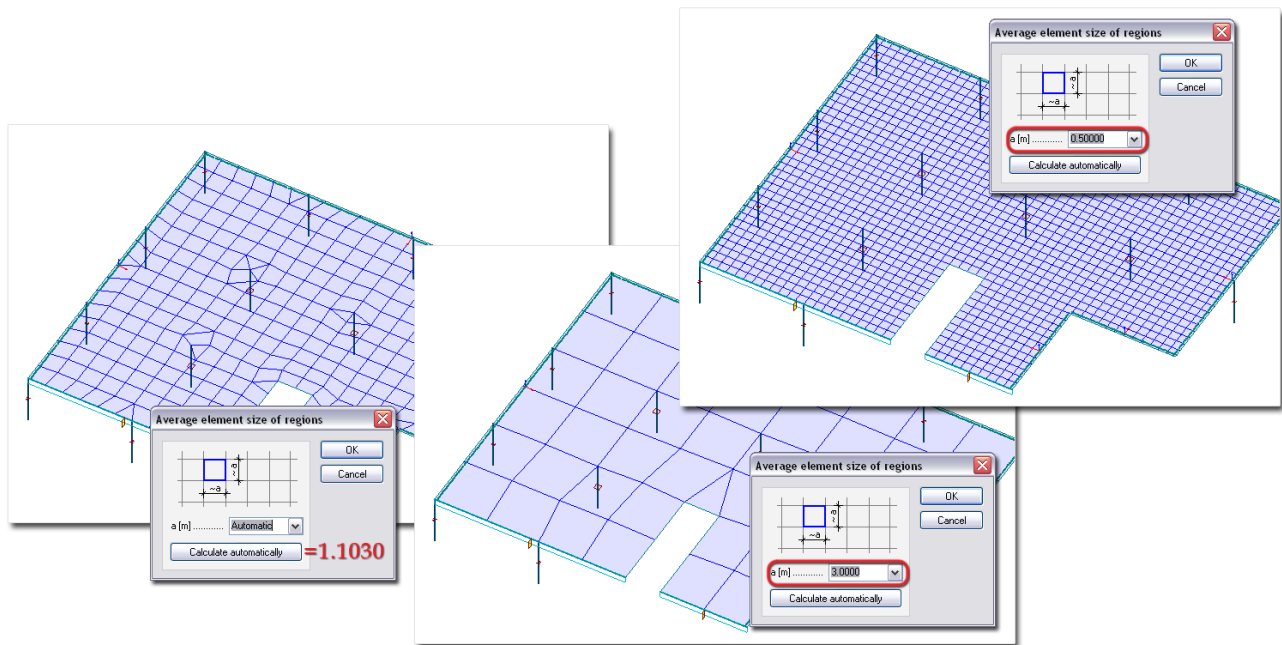 Average element size of regions
OK
Cancel
~a
~a
a [m] ............ 0.50000
Calculate automatically
Average element size of regions
OK
Cancel
~a
~a
a [m] ............ Automatic
Calculate automatically =1.1030
Average element size of regions
OK
Cancel
~a
~a
a [m] ............ 3.0000
Calculate automatically